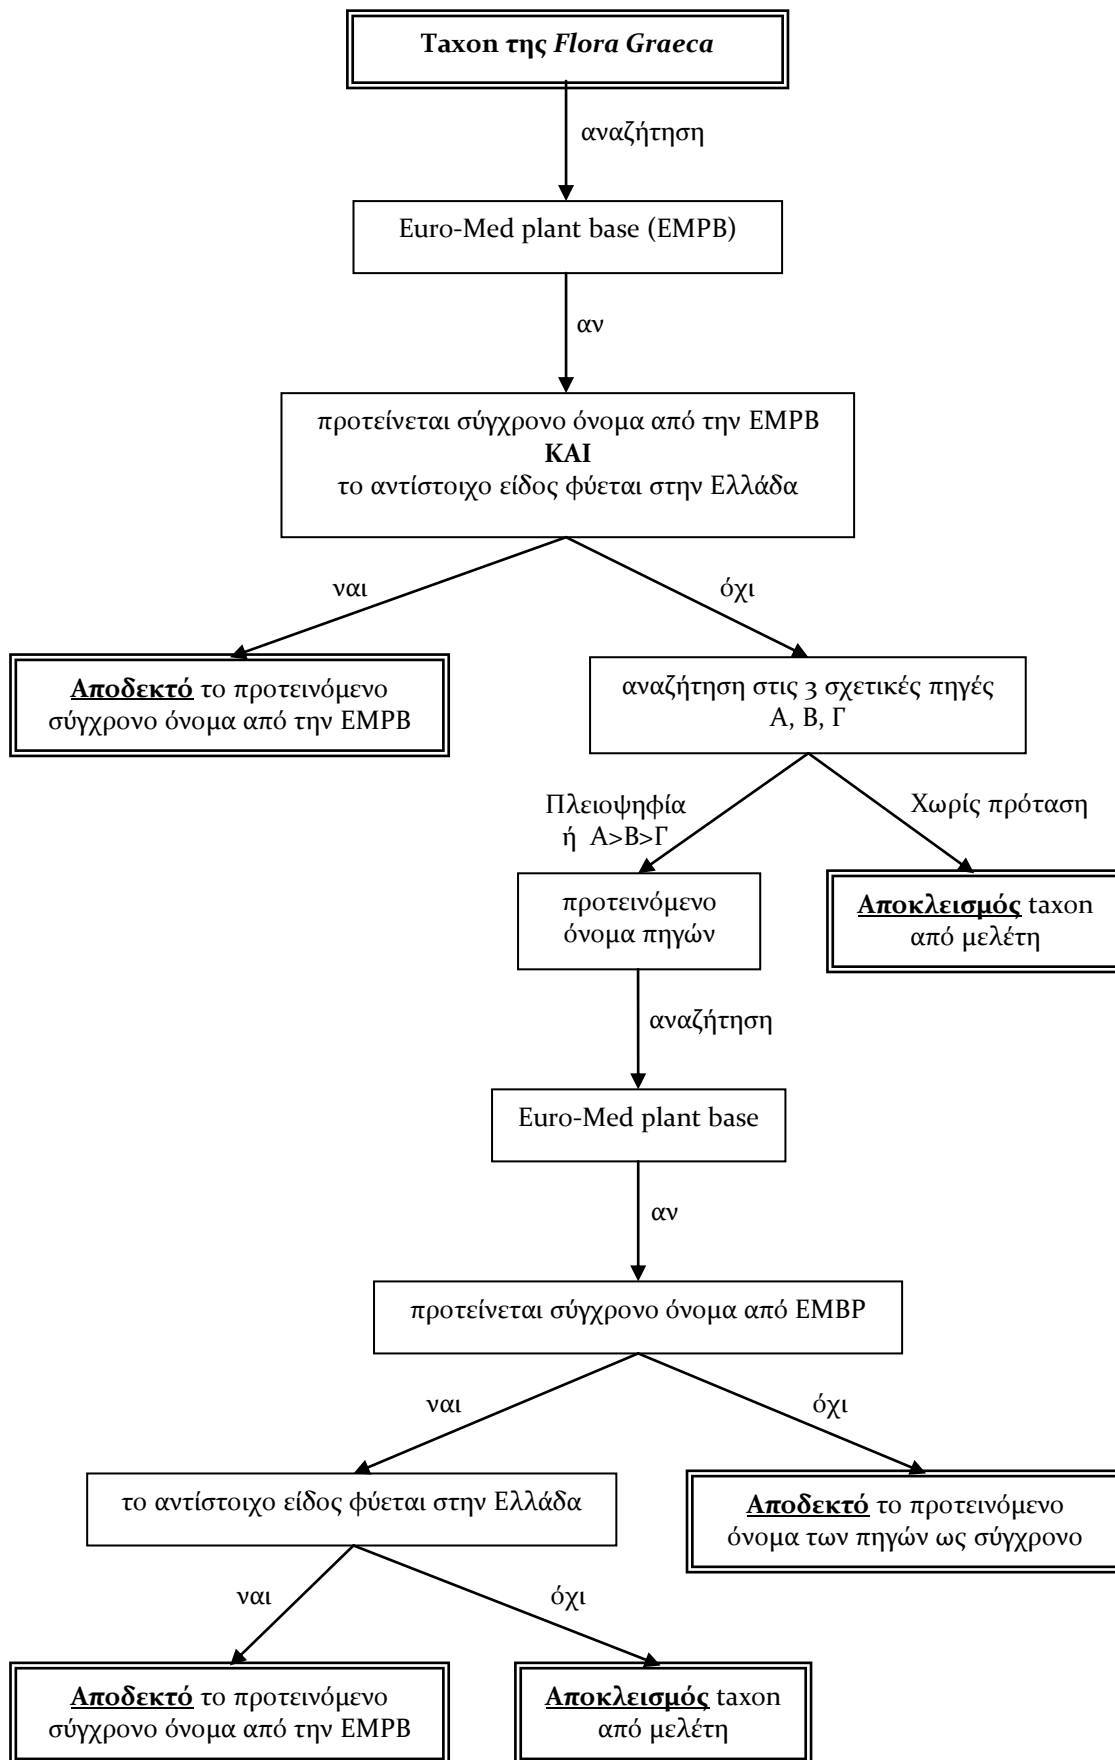 Taxon της Flora Graeca
αναζήτηση
Euro-Med plant base (EMPB)
αν
προτείνεται σύγχρονο όνομα από την EMPB
ΚΑΙ
το αντίστοιχο είδος φύεται στην Ελλάδα
ναι
όχι
Αποδεκτό το προτεινόμενο
σύγχρονο όνομα από την EMPB
αναζήτηση στις 3 σχετικές πηγές
Α, Β, Γ
Πλειοψηφία
ή Α>Β>Γ
Χωρίς πρόταση
προτεινόμενο
όνομα πηγών
Αποκλεισμός taxon
από μελέτη
αναζήτηση
Euro-Med plant base
αν
προτείνεται σύγχρονο όνομα από EMBP
ναι
όχι
το αντίστοιχο είδος φύεται στην Ελλάδα
Αποδεκτό το προτεινόμενο
όνομα των πηγών ως σύγχρονο
ναι
όχι
Αποδεκτό το προτεινόμενο
σύγχρονο όνομα από την EMPB
Αποκλεισμός taxon
από μελέτη